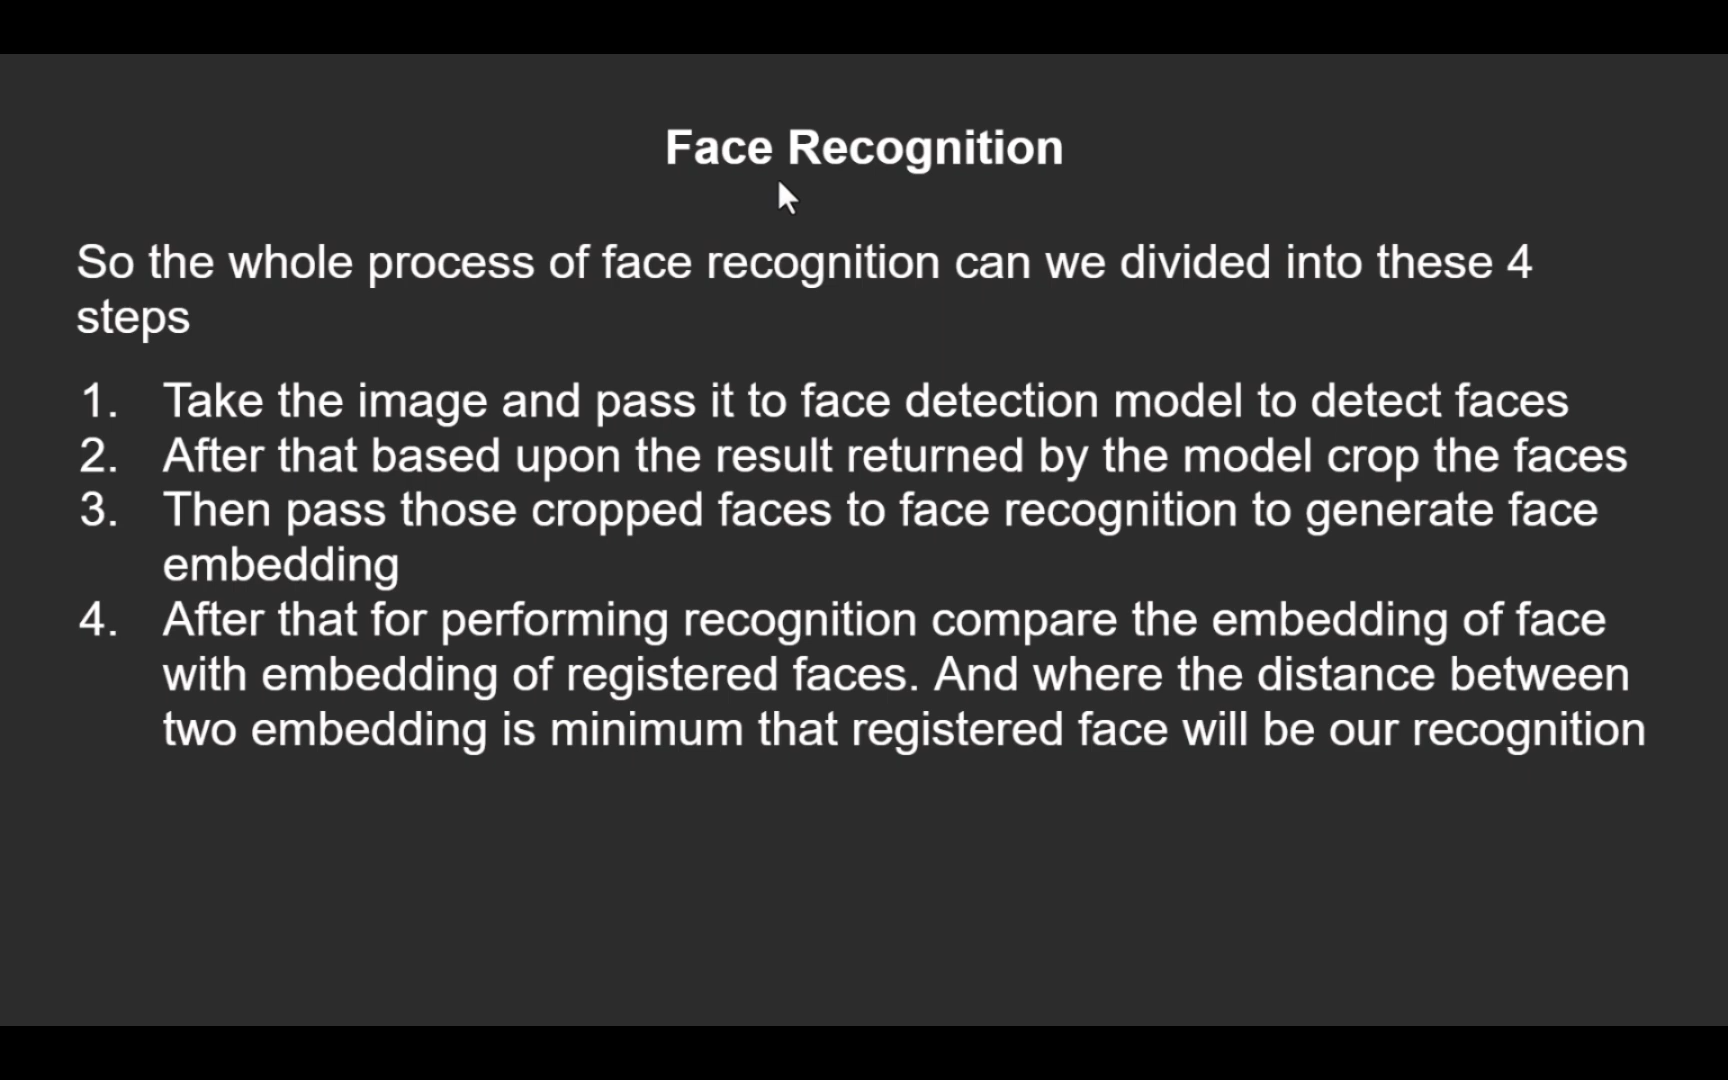 Face Recognition
So the whole process of face recognition can we divided into these 4
steps
1. Take the image and pass it to face detection model to detect faces
2. After that based upon the result returned by the model crop the faces
3. Then pass those cropped faces to face recognition to generate face
embedding
4. After that for performing recognition compare the embedding of face
with embedding of registered faces. And where the distance between
two embedding is minimum that registered face will be our recognition